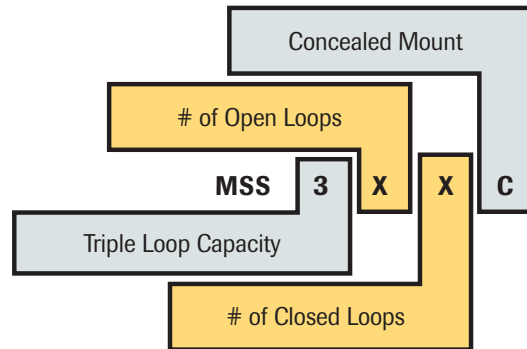 Concealed Mount
# of Open Loops
MSS 3 X X C
Triple Loop Capacity
# of Closed Loops